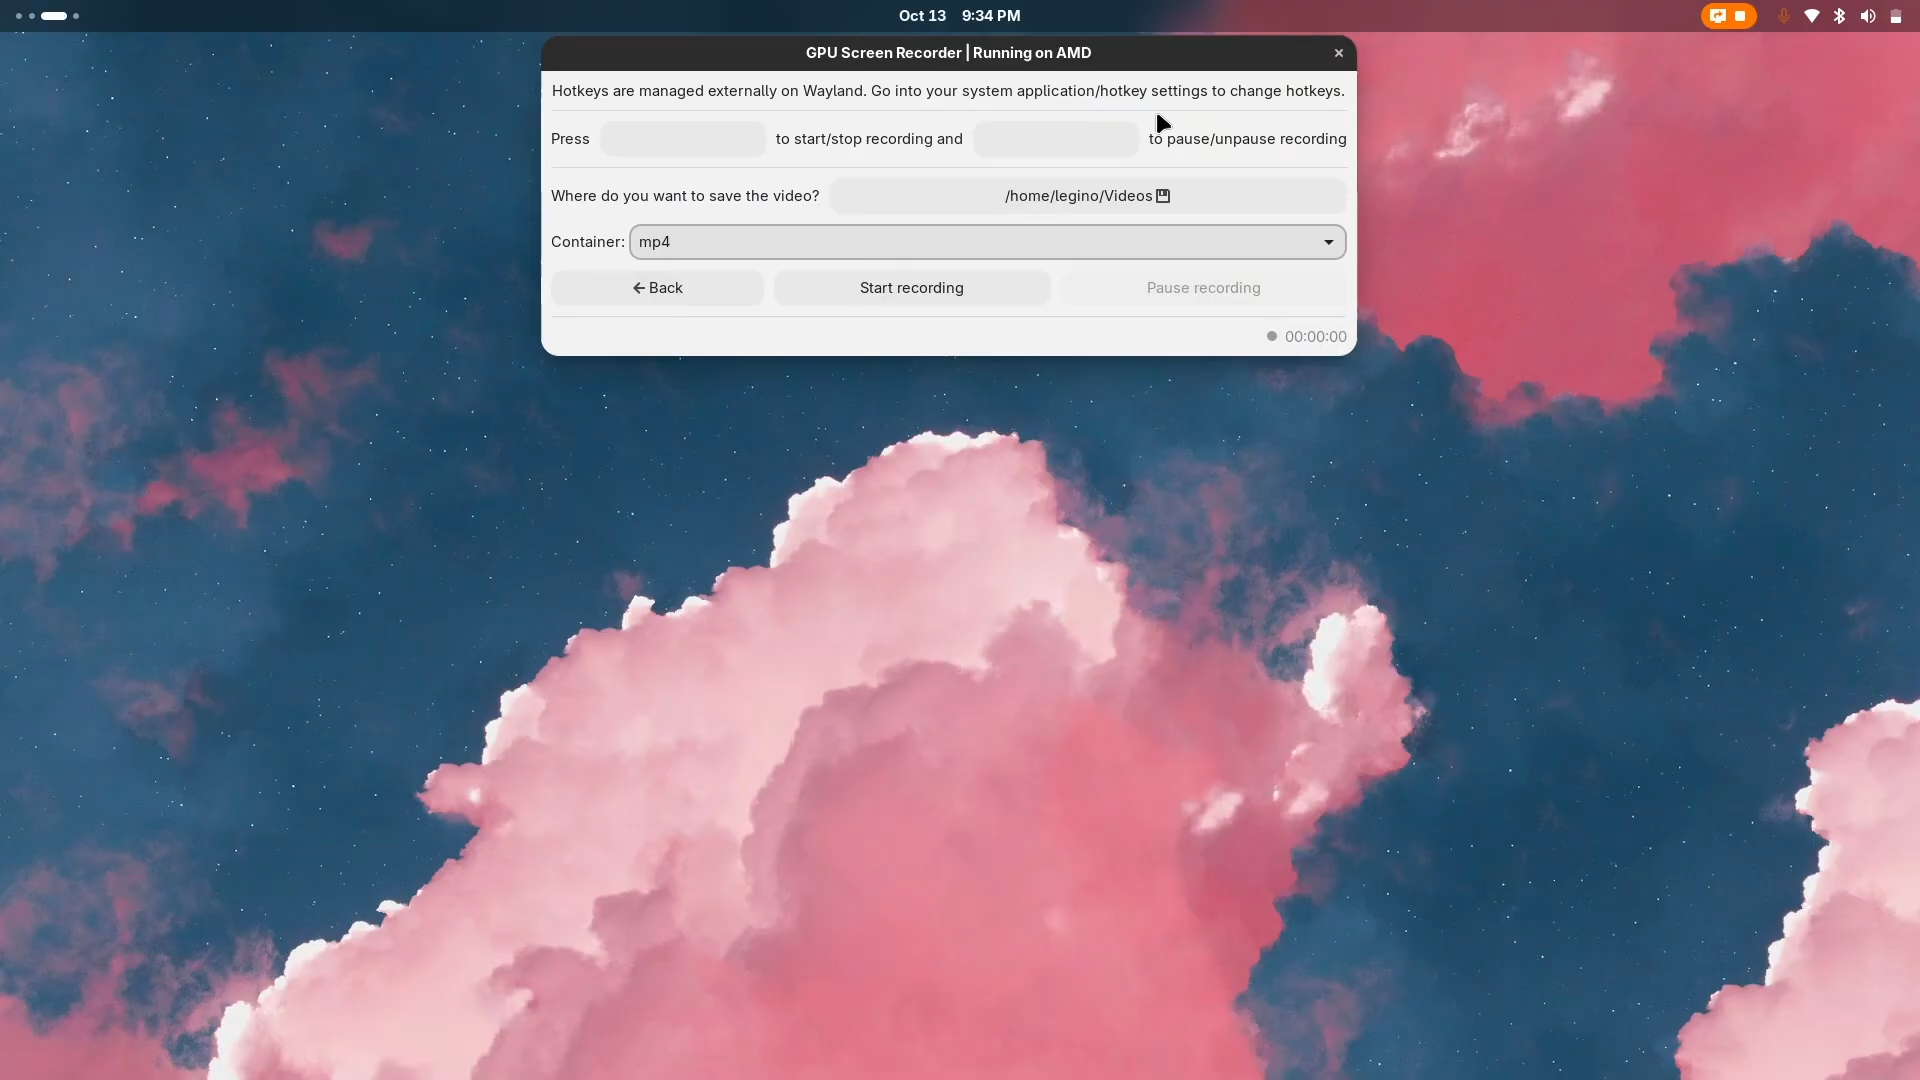 Oct 13 9:34 PM
GPU Screen Recorder | Running on AMD
Hotkeys are managed externally on Wayland. Go into your system application/hotkey settings to change hotkeys.
Press to start/stop recording and to pause/unpause recording
Where do you want to save the video? /home/legino/Videos
Container: mp4
Back Start recording Pause recording
00:00:00